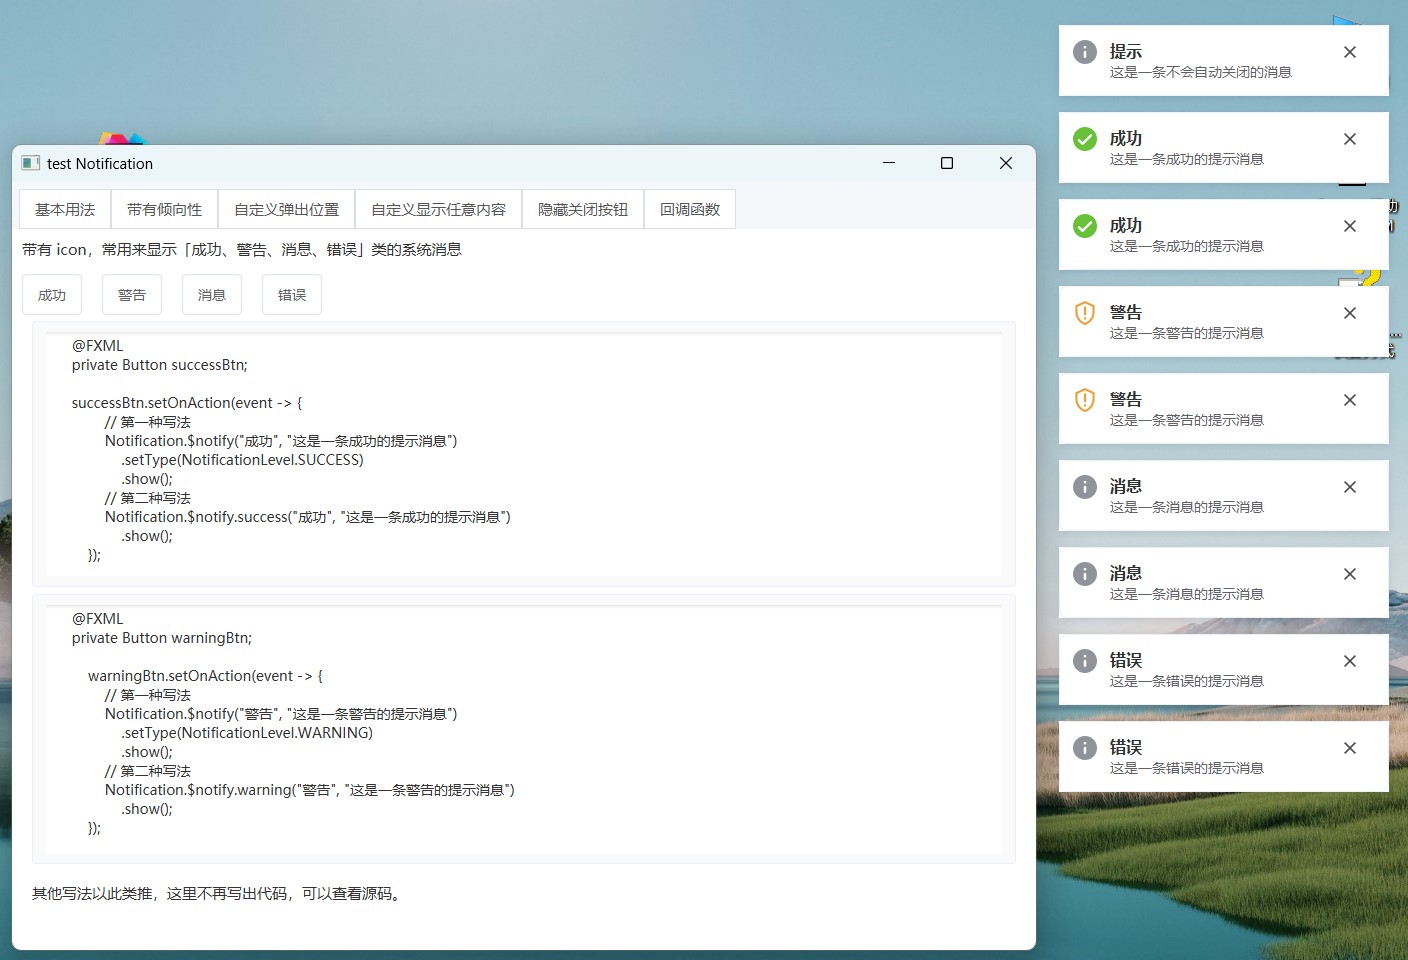 test Notification
基本用法
带有倾向性
自定义弹出位置
自定义显示任意内容
隐藏关闭按钮
回调函数
带有 icon，常用来显示「成功、警告、消息、错误」类的系统消息
成功
警告
消息
错误
@FXML
private Button successBtn;
successBtn.setOnAction(event -> {
// 第一种写法
Notification.$notify("成功", "这是一条成功的提示消息")
.setType(NotificationLevel.SUCCESS)
.show();
// 第二种写法
Notification.$notify.success("成功", "这是一条成功的提示消息")
.show();
});
@FXML
private Button warningBtn;
warningBtn.setOnAction(event -> {
// 第一种写法
Notification.$notify("警告", "这是一条警告的提示消息")
.setType(NotificationLevel.WARNING)
.show();
// 第二种写法
Notification.$notify.warning("警告", "这是一条警告的提示消息")
.show();
});
其他写法以此类推，这里不再写出代码，可以查看源码。
提示
这是一条不会自动关闭的消息
成功
这是一条成功的提示消息
成功
这是一条成功的提示消息
警告
这是一条警告的提示消息
警告
这是一条警告的提示消息
消息
这是一条消息的提示消息
消息
这是一条消息的提示消息
错误
这是一条错误的提示消息
错误
这是一条错误的提示消息